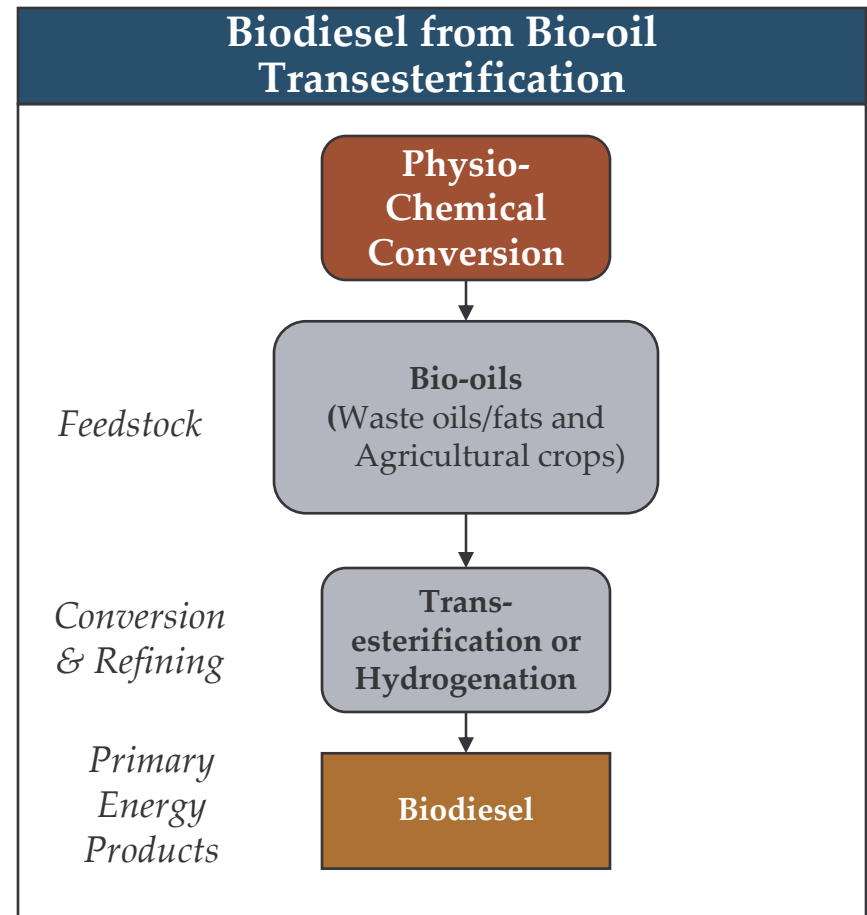 Biodiesel from Bio-oil
Transesterification
Physio-
Chemical
Conversion
Feedstock
Bio-oils
(Waste oils/fats and
Agricultural crops)
Conversion
& Refining
Trans-
esterification or
Hydrogenation
Primary
Energy
Products
Biodiesel